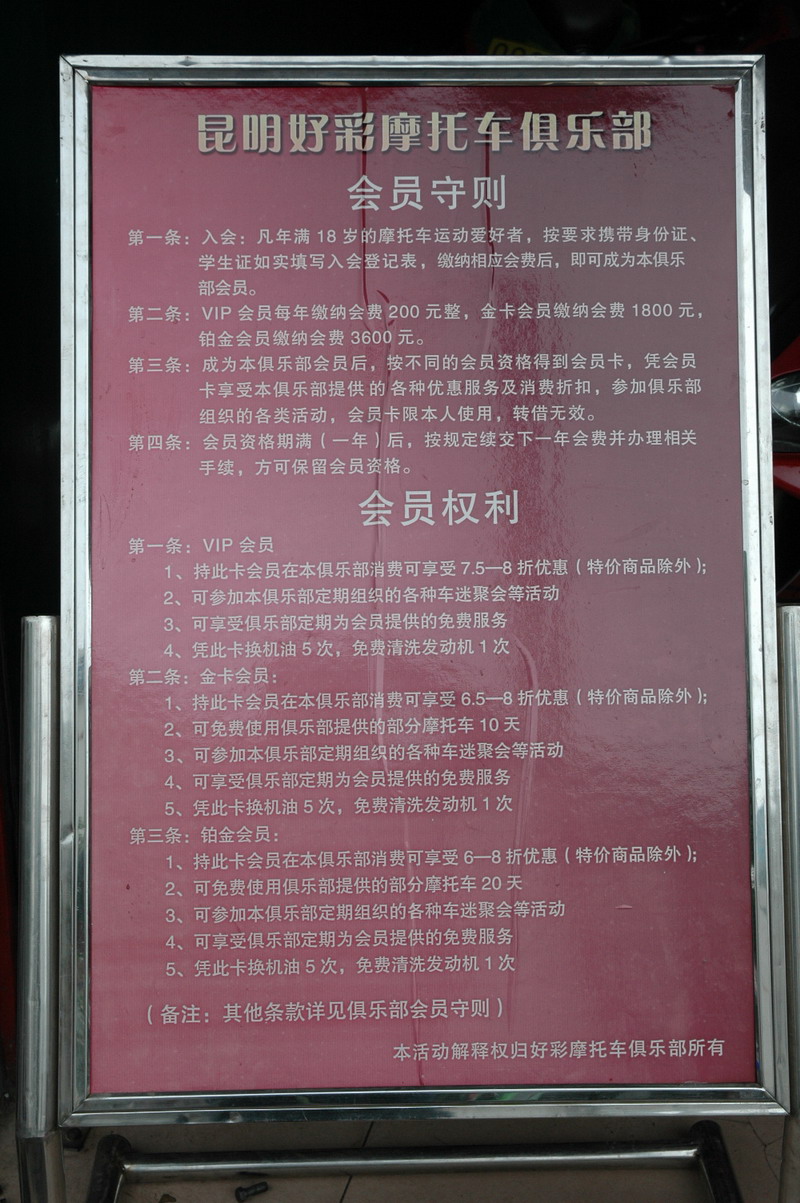 昆明好彩摩托车俱乐部
会员守则
第一条：入会：凡年满 18 岁的摩托车运动爱好者，按要求携带身份证、
学生证如实填写入会登记表，缴纳相应会费后，即可成为本俱乐
部会员。
第二条：VIP 会员每年缴纳会费 200 元整，金卡会员缴纳会费 1800 元，
铂金会员缴纳会费 3600 元。
第三条：成为本俱乐部会员后，按不同的会员资格得到会员卡，凭会员
卡享受本俱乐部提供的各种优惠服务及消费折扣，参加俱乐部
组织的各类活动，会员卡限本人使用，转借无效。
第四条：会员资格期满（一年）后，按规定续交下一年会费并办理相关
手续，方可保留会员资格。
会员权利
第一条：VIP 会员
1、持此卡会员在本俱乐部消费可享受 7.5—8 折优惠（特价商品除外）；
2、可参加本俱乐部定期组织的各种车迷聚会等活动
3、可享受俱乐部定期为会员提供的免费服务
4、凭此卡换机油 5 次，免费清洗发动机 1 次
第二条：金卡会员：
1、持此卡会员在本俱乐部消费可享受 6.5—8 折优惠（特价商品除外）；
2、可免费使用俱乐部提供的部分摩托车 10 天
3、可参加本俱乐部定期组织的各种车迷聚会等活动
4、可享受俱乐部定期为会员提供的免费服务
5、凭此卡换机油 5 次，免费清洗发动机 1 次
第三条：铂金会员：
1、持此卡会员在本俱乐部消费可享受 6—8 折优惠（特价商品除外）；
2、可免费使用俱乐部提供的部分摩托车 20 天
3、可参加本俱乐部定期组织的各种车迷聚会等活动
4、可享受俱乐部定期为会员提供的免费服务
5、凭此卡换机油 5 次，免费清洗发动机 1 次
（备注：其他条款详见俱乐部会员守则）
本活动解释权归好彩摩托车俱乐部所有